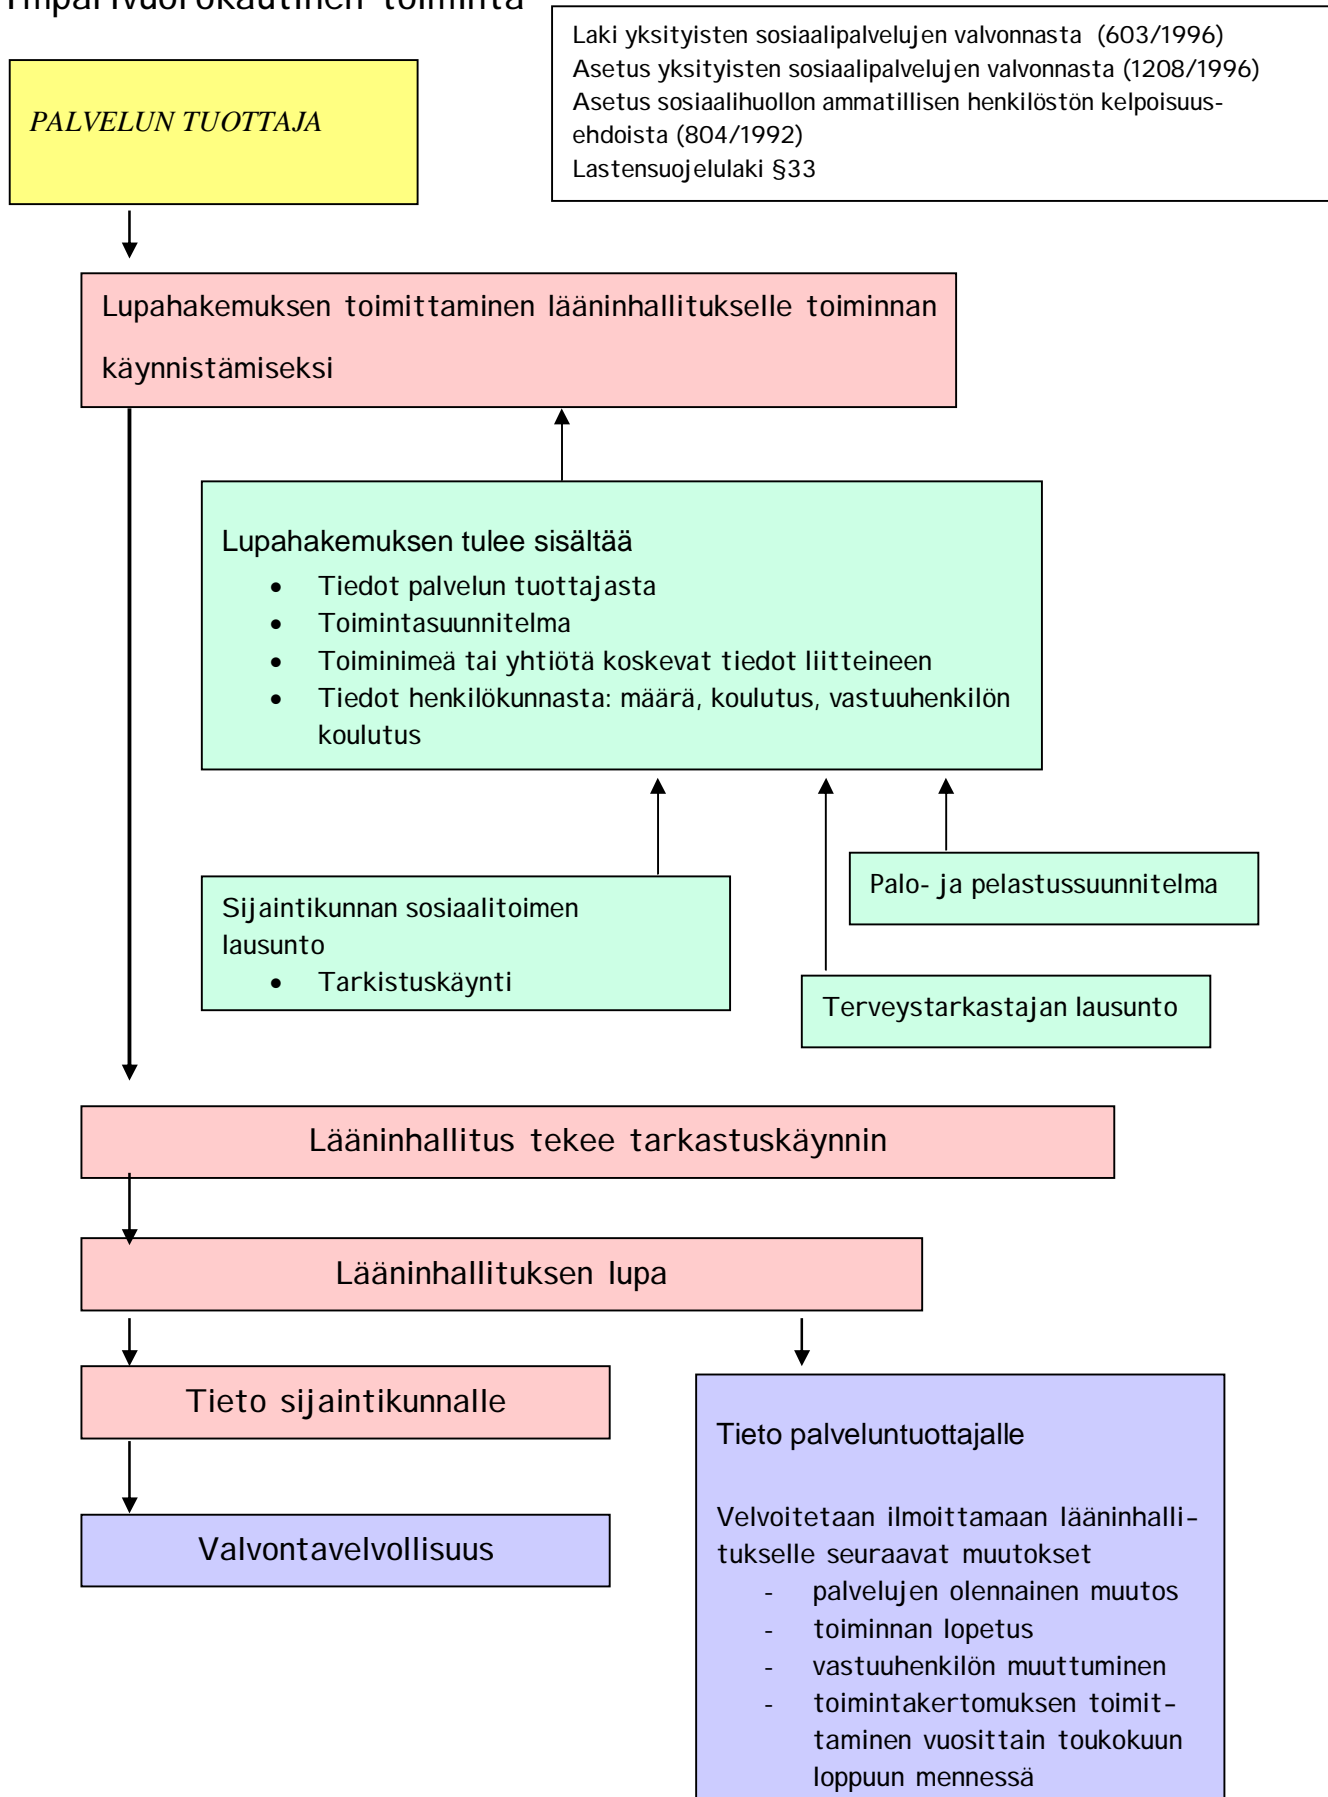 Ympärivuorokautinen toiminta
Laki yksityisten sosiaalipalvelujen valvonnasta (603/1996)
Asetus yksityisten sosiaalipalvelujen valvonnasta (1208/1996)
Asetus sosiaalihuollon ammatillisen henkilöstön kelpoisuus-
ehdoista (804/1992)
Lastensuojelulaki §33
PALVELUN TUOTTAJA
Lupahakemuksen toimittaminen lääninhallitukselle toiminnan
käynnistämiseksi
Lupahakemuksen tulee sisältää
• Tiedot palvelun tuottajasta
• Toimintasuunnitelma
• Toiminimeä tai yhtiötä koskevat tiedot liitteineen
• Tiedot henkilökunnasta: määrä, koulutus, vastuuhenkilön
koulutus
Palo- ja pelastussuunnitelma
Sijaintikunnan sosiaalitoimen
lausunto
• Tarkistuskäynti
Terveystarkastajan lausunto
Lääninhallitus tekee tarkastuskäynnin
Lääninhallituksen lupa
Tieto sijaintikunnalle
Valvontavelvollisuus
Tieto palveluntuottajalle
Velvoitetaan ilmoittamaan lääninhalli-
tukselle seuraavat muutokset
- palvelujen olennainen muutos
- toiminnan lopetus
- vastuuhenkilön muuttuminen
- toimintakertomuksen toimit-
taminen vuosittain toukokuun
loppuun mennessä